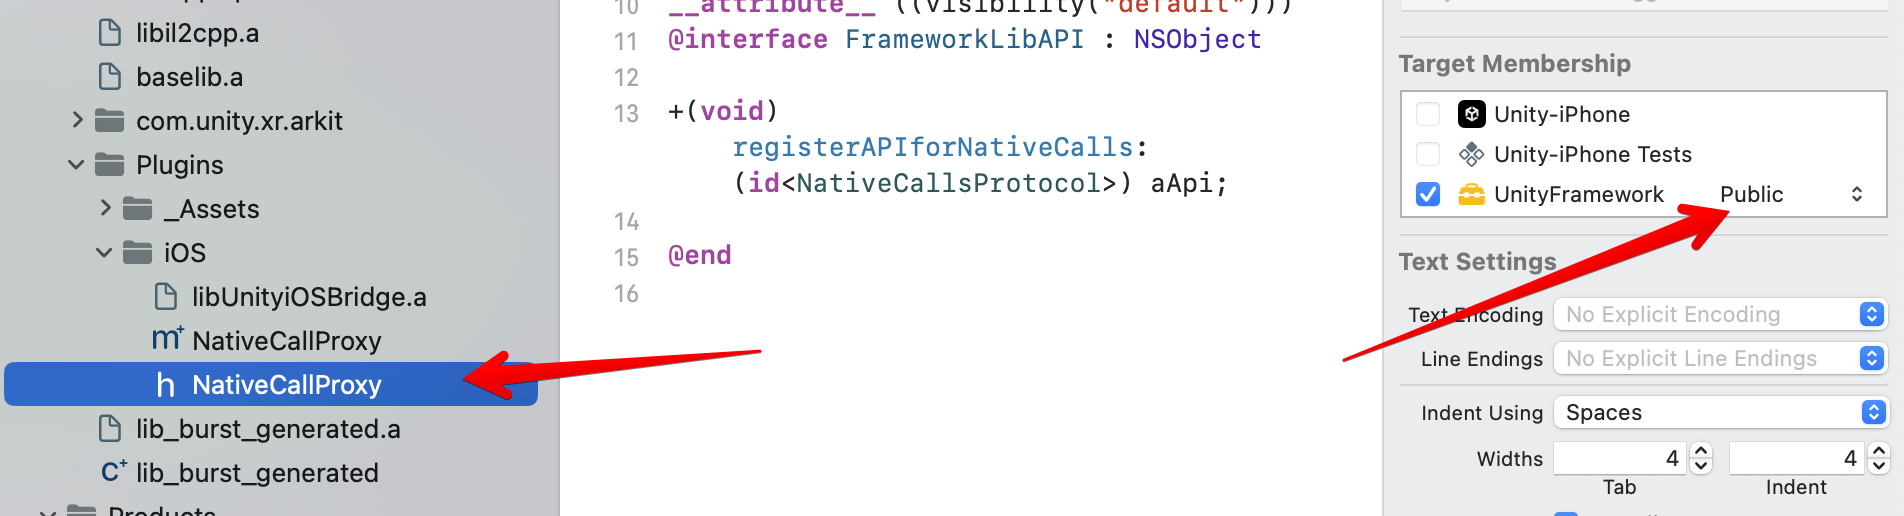 libil2cpp.a
baselib.a
com.unity.xr.arkit
Plugins
_Assets
iOS
libUnityiOSBridge.a
m+ NativeCallProxy
h NativeCallProxy
lib_burst_generated.a
C+ lib_burst_generated
Products
10 __attribute__ ((visibility("default")))
11 @interface FrameworkLibAPI : NSObject
12
13 +(void)
registerAPIforNativeCalls:
(id<NativeCallsProtocol>) aApi;
14
15 @end
16
Target Membership
Unity-iPhone
Unity-iPhone Tests
UnityFramework Public
Text Settings
Text Encoding No Explicit Encoding
Line Endings No Explicit Line Endings
Indent Using Spaces
Widths 4 4
Tab Indent